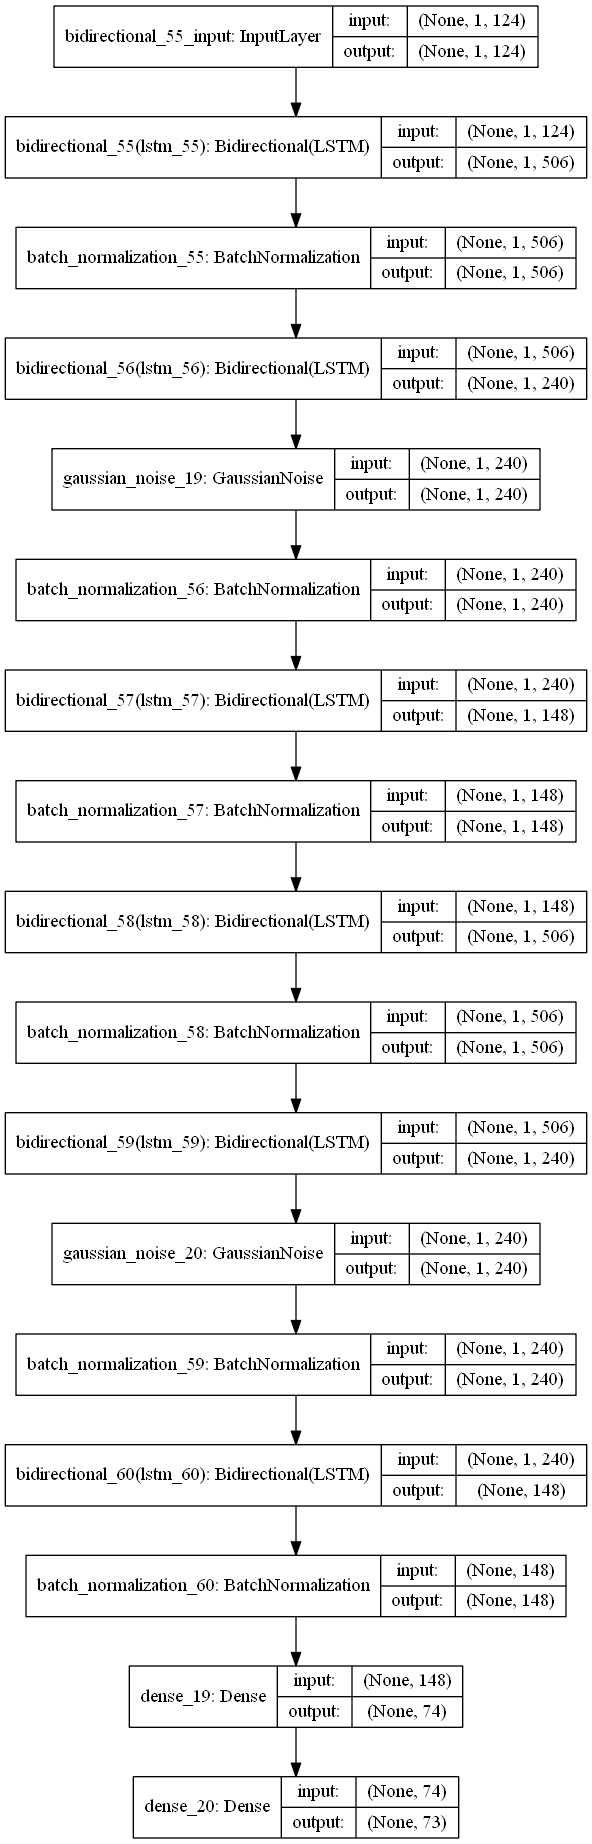 bidirectional_55_input: InputLayer
input: (None, 1, 124)
output: (None, 1, 124)
bidirectional_55(lstm_55): Bidirectional(LSTM)
input: (None, 1, 124)
output: (None, 1, 506)
batch_normalization_55: BatchNormalization
input: (None, 1, 506)
output: (None, 1, 506)
bidirectional_56(lstm_56): Bidirectional(LSTM)
input: (None, 1, 506)
output: (None, 1, 240)
gaussian_noise_19: GaussianNoise
input: (None, 1, 240)
output: (None, 1, 240)
batch_normalization_56: BatchNormalization
input: (None, 1, 240)
output: (None, 1, 240)
bidirectional_57(lstm_57): Bidirectional(LSTM)
input: (None, 1, 240)
output: (None, 1, 148)
batch_normalization_57: BatchNormalization
input: (None, 1, 148)
output: (None, 1, 148)
bidirectional_58(lstm_58): Bidirectional(LSTM)
input: (None, 1, 148)
output: (None, 1, 506)
batch_normalization_58: BatchNormalization
input: (None, 1, 506)
output: (None, 1, 506)
bidirectional_59(lstm_59): Bidirectional(LSTM)
input: (None, 1, 506)
output: (None, 1, 240)
gaussian_noise_20: GaussianNoise
input: (None, 1, 240)
output: (None, 1, 240)
batch_normalization_59: BatchNormalization
input: (None, 1, 240)
output: (None, 1, 240)
bidirectional_60(lstm_60): Bidirectional(LSTM)
input: (None, 1, 240)
output: (None, 148)
batch_normalization_60: BatchNormalization
input: (None, 148)
output: (None, 148)
dense_19: Dense
input: (None, 148)
output: (None, 74)
dense_20: Dense
input: (None, 74)
output: (None, 73)